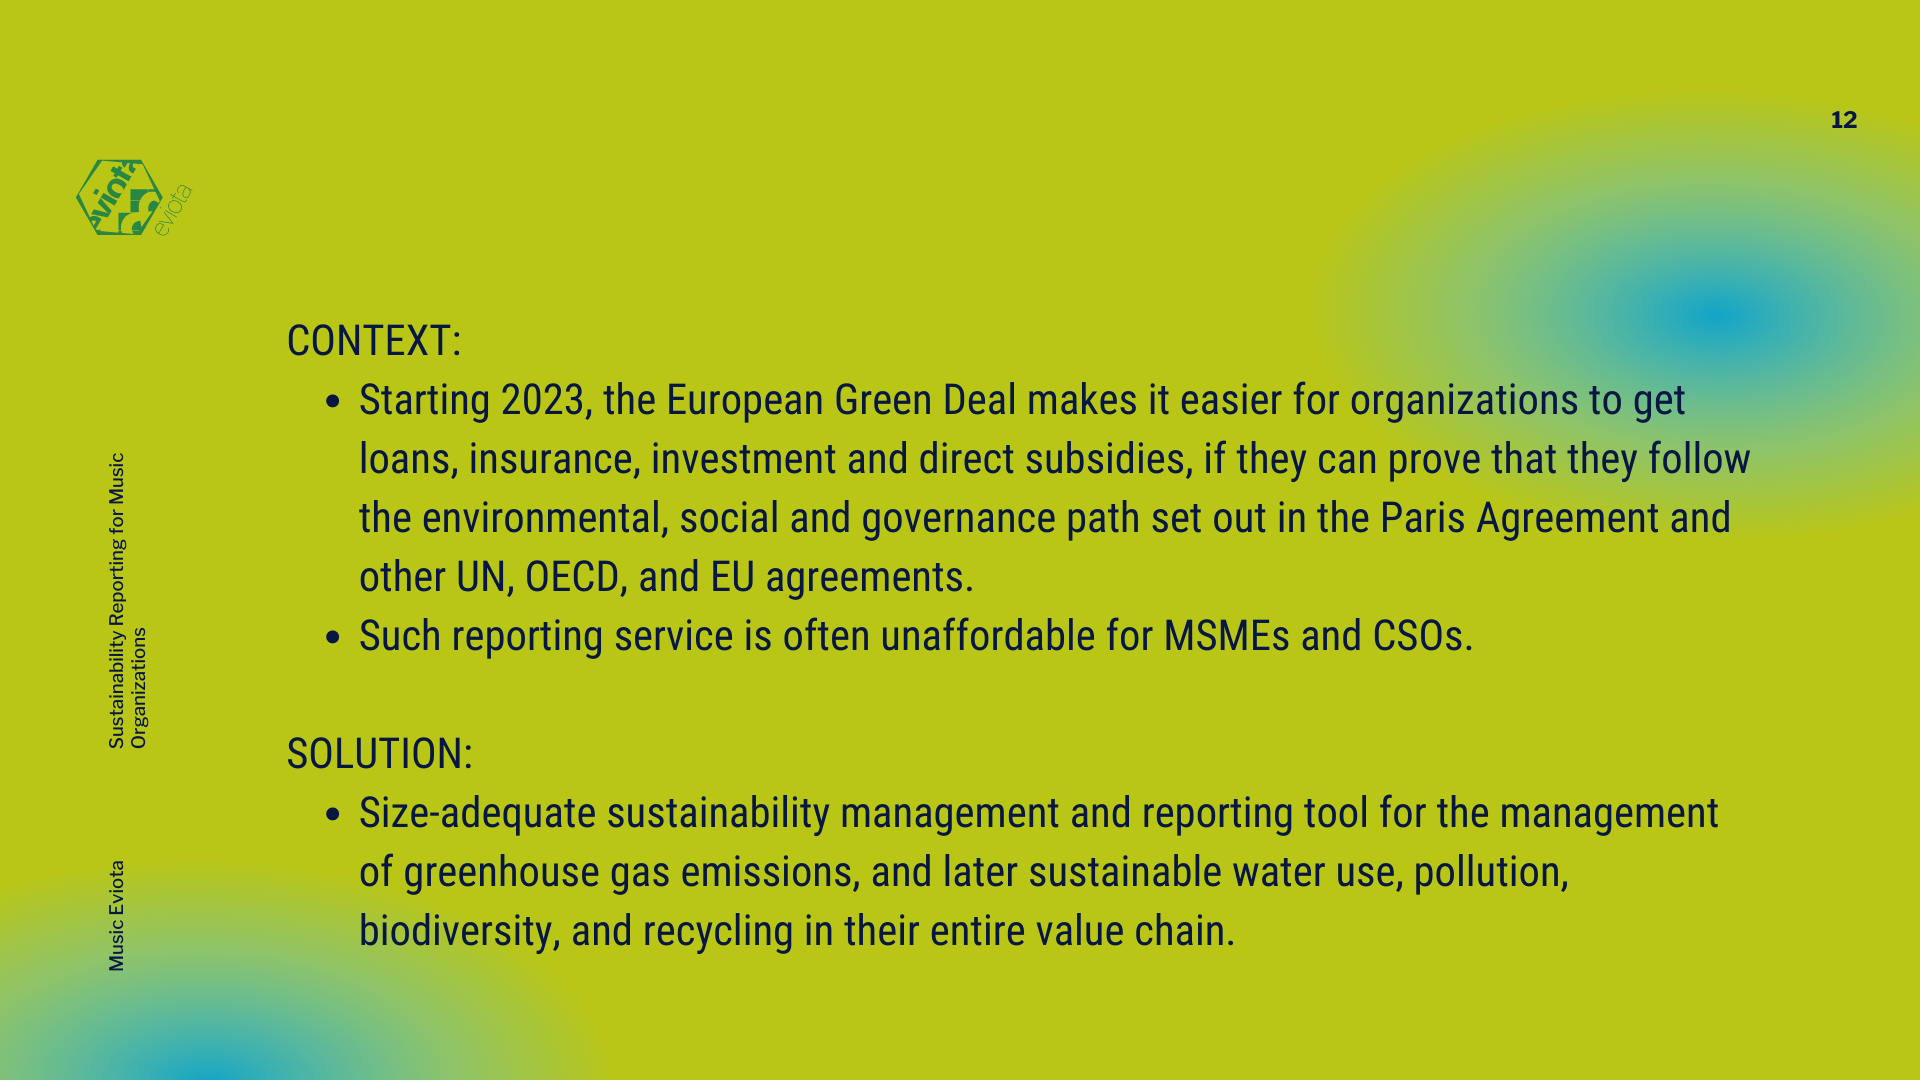 12
eviota
eviota
CONTEXT:
• Starting 2023, the European Green Deal makes it easier for organizations to get
loans, insurance, investment and direct subsidies, if they can prove that they follow
the environmental, social and governance path set out in the Paris Agreement and
other UN, OECD, and EU agreements.
• Such reporting service is often unaffordable for MSMEs and CSOs.
SOLUTION:
• Size-adequate sustainability management and reporting tool for the management
of greenhouse gas emissions, and later sustainable water use, pollution,
biodiversity, and recycling in their entire value chain.
Sustainability Reporting for Music
Organizations
Music Eviota